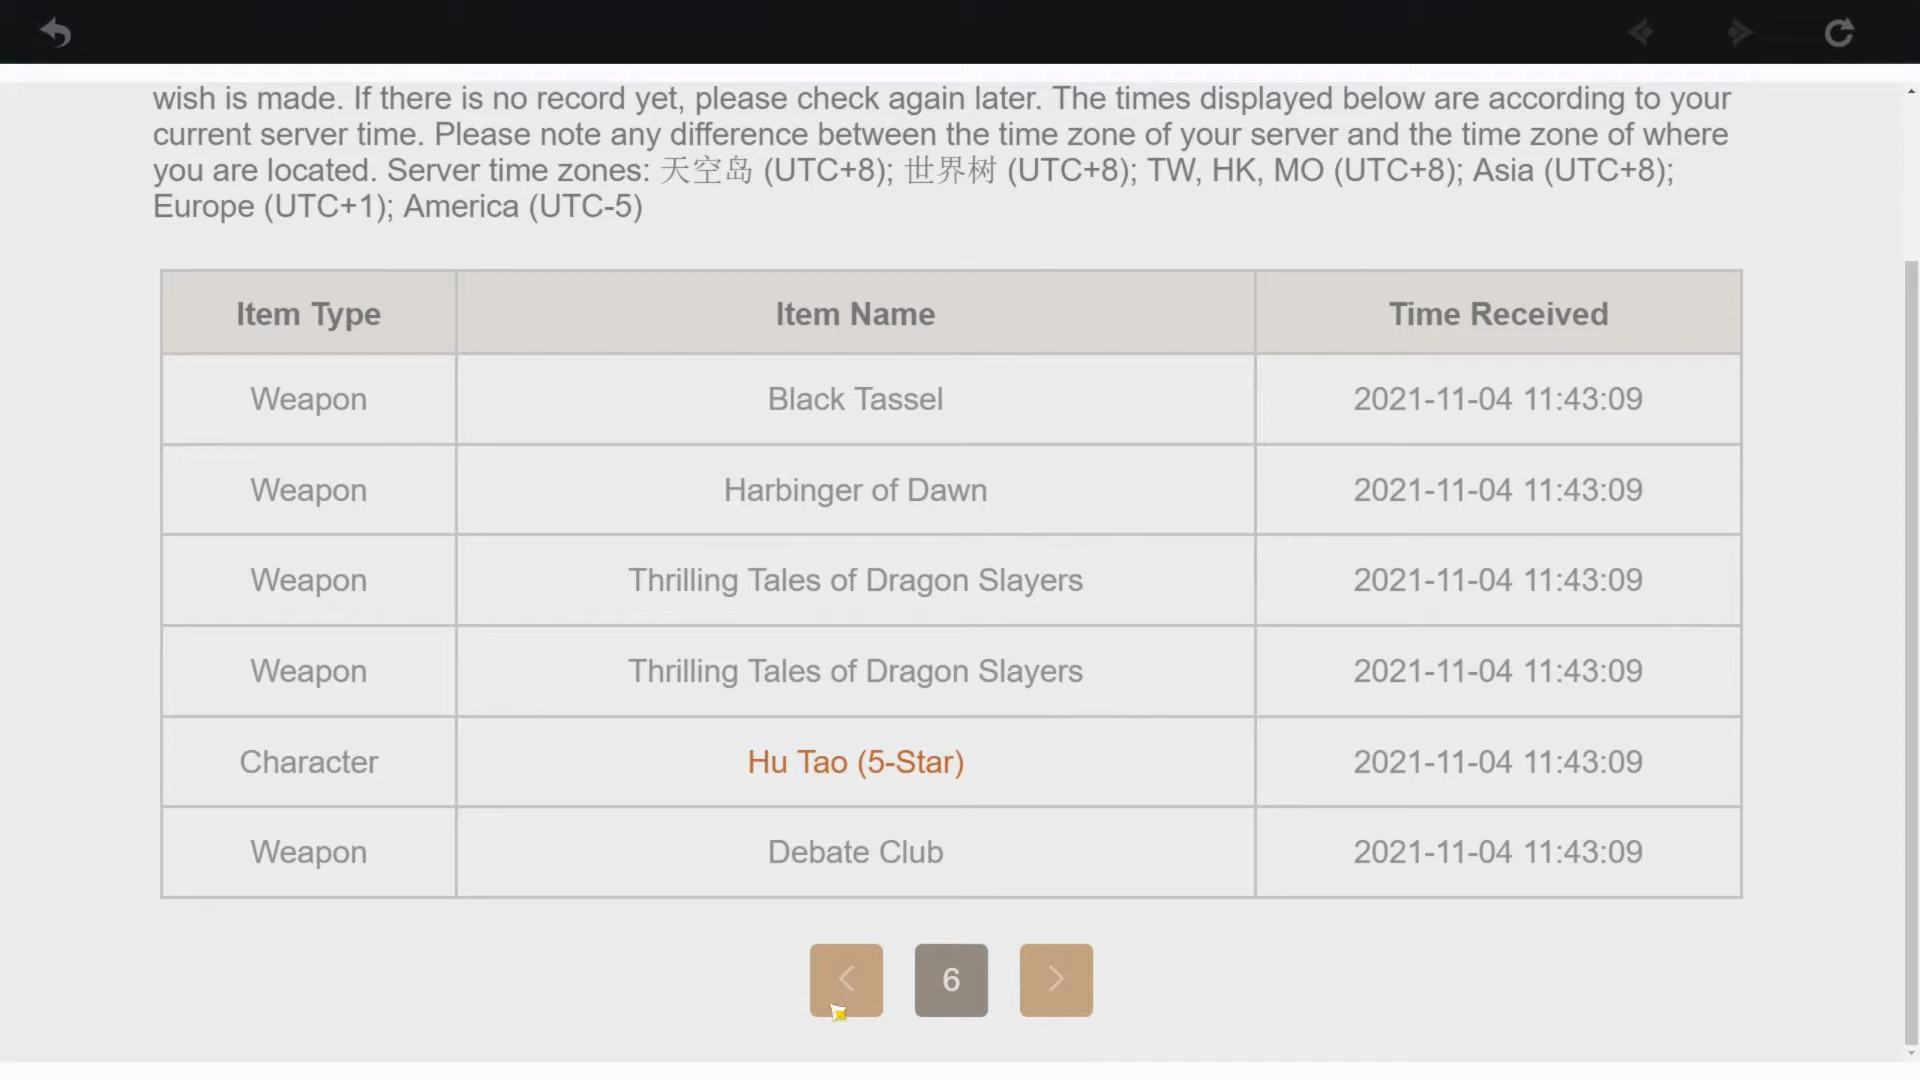 wish is made. If there is no record yet, please check again later. The times displayed below are according to your
current server time. Please note any difference between the time zone of your server and the time zone of where
you are located. Server time zones: 天空岛 (UTC+8); 世界树 (UTC+8); TW, HK, MO (UTC+8); Asia (UTC+8);
Europe (UTC+1); America (UTC-5)
Item Type Item Name Time Received
Weapon Black Tassel 2021-11-04 11:43:09
Weapon Harbinger of Dawn 2021-11-04 11:43:09
Weapon Thrilling Tales of Dragon Slayers 2021-11-04 11:43:09
Weapon Thrilling Tales of Dragon Slayers 2021-11-04 11:43:09
Character Hu Tao (5-Star) 2021-11-04 11:43:09
Weapon Debate Club 2021-11-04 11:43:09
6